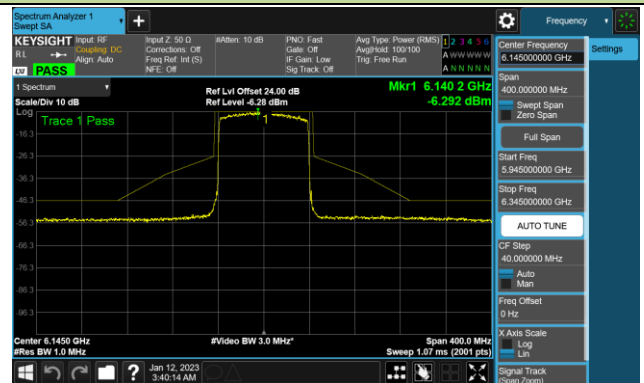 Spectrum Analyzer 1
Swept SA
+
Frequency
KEYSIGHT
Input: RF
Coupling: DC
Align: Auto
Input Z: 50 Ω
Corrections: Off
Freq Ref: Int (S)
NFE: Off
#Atten: 10 dB
PNO: Fast
Gate: Off
IF Gain: Low
Sig Track: Off
Avg Type: Power (RMS)
Avg|Hold: 100/100
Trig: Free Run
1 2 3 4 5 6
A W W W W W
A N N N N N
RL
LXI
PASS
1 Spectrum
Scale/Div 10 dB
Ref Lvl Offset 24.00 dB
Ref Level -6.28 dBm
Mkr1 6.140 2 GHz
-6.292 dBm
Log
Trace 1 Pass
1
-16.3
-26.3
-36.3
-46.3
-56.3
-66.3
-76.3
-86.3
-96.3
Center 6.1450 GHz
#Res BW 1.0 MHz
#Video BW 3.0 MHz*
Span 400.0 MHz
Sweep 1.07 ms (2001 pts)
Center Frequency
6.145000000 GHz
Settings
Span
400.000000 MHz
Swept Span
Zero Span
Full Span
Start Freq
5.945000000 GHz
Stop Freq
6.345000000 GHz
AUTO TUNE
CF Step
40.000000 MHz
Auto
Man
Freq Offset
0 Hz
X Axis Scale
Log
Lin
Signal Track
(Span Zoom)
?
Jan 12, 2023
3:40:14 AM